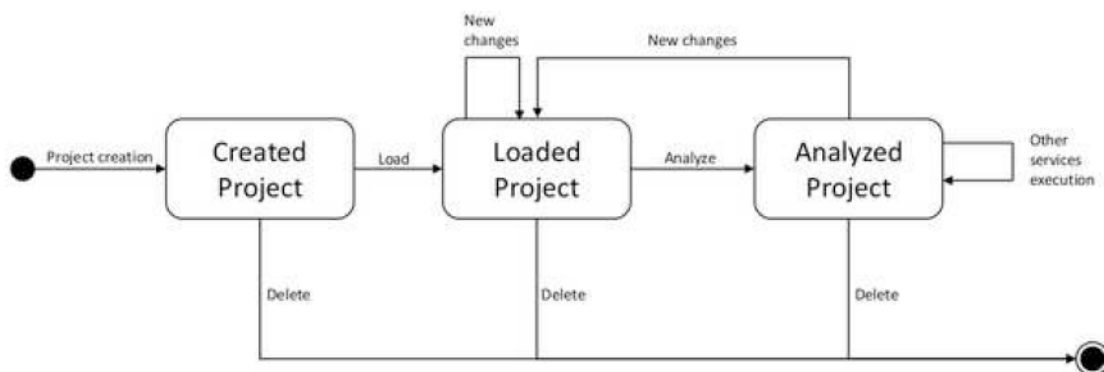 New
changes
New changes
Project creation
Created
Project
Load
Loaded
Project
Analyze
Analyzed
Project
Other
services
execution
Delete
Delete
Delete